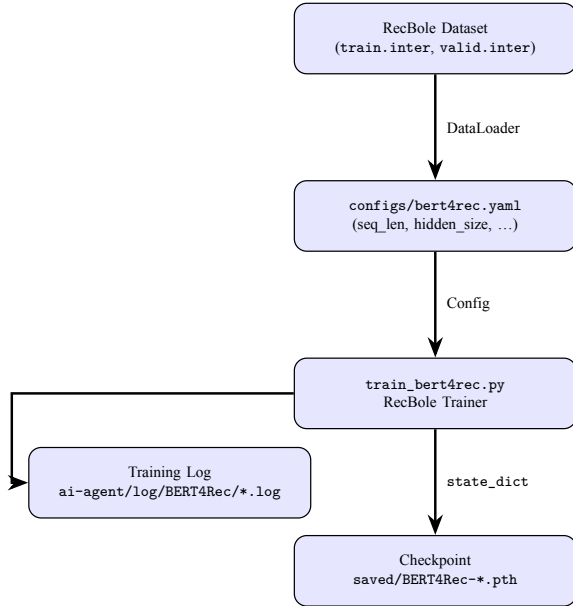 RecBole Dataset
(train.inter, valid.inter)
DataLoader
configs/bert4rec.yaml
(seq_len, hidden_size, …)
Config
train_bert4rec.py
RecBole Trainer
Training Log
ai-agent/log/BERT4Rec/*.log
state_dict
Checkpoint
saved/BERT4Rec-*.pth